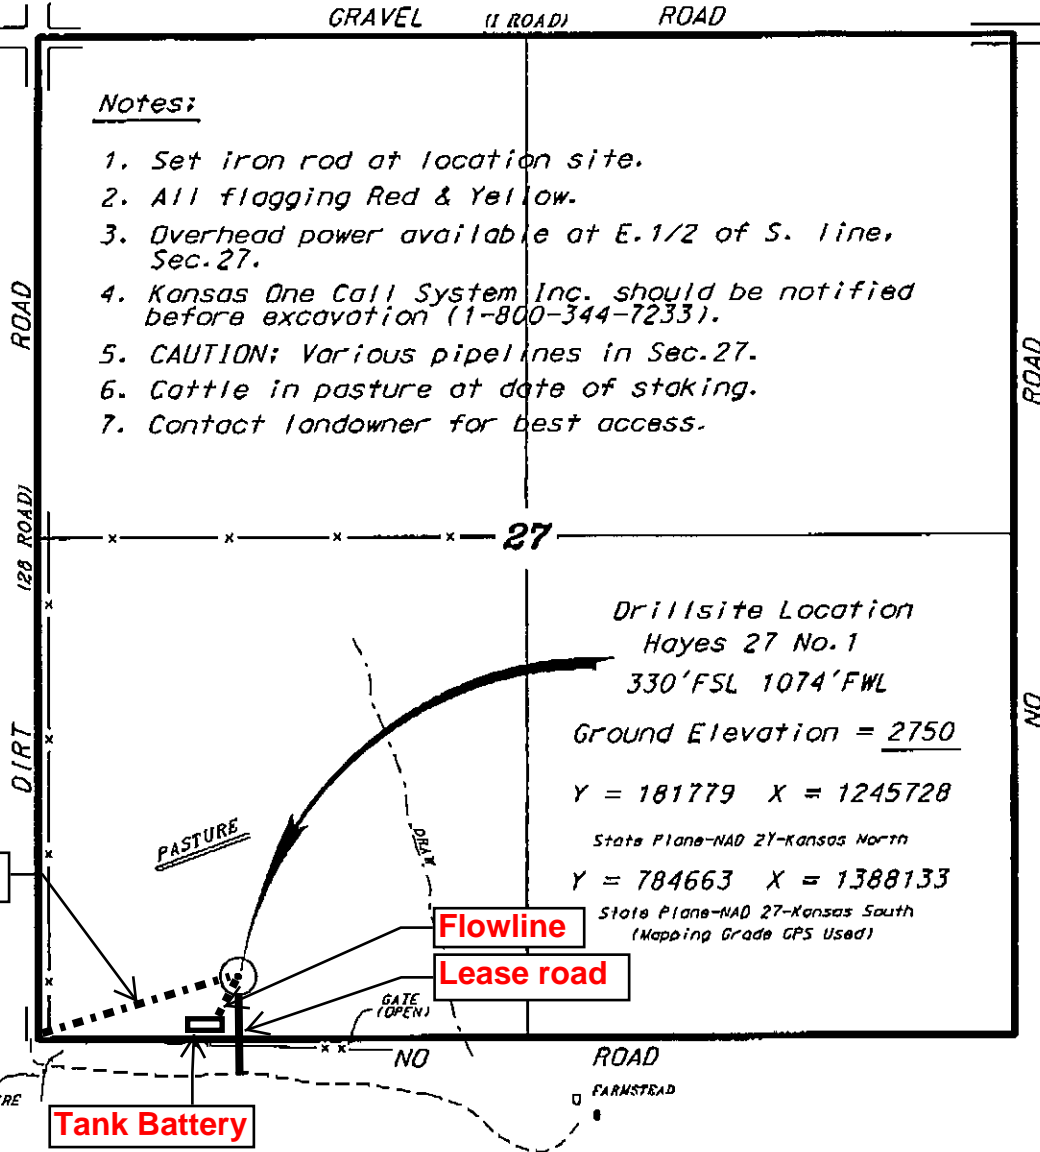 GRAVEL (I ROAD) ROAD
Notes:
1. Set iron rod at location site.
2. All flagging Red & Yellow.
3. Overhead power available at E.1/2 of S. line,
Sec.27.
4. Kansas One Call System Inc. should be notified
before excavation (1-800-344-7233).
5. CAUTION: Various pipelines in Sec.27.
6. Cattle in pasture at date of staking.
7. Contact landowner for best access.
ROAD
(28 ROAD)
DIRT
ROAD
NO
27
Drillsite Location
Hayes 27 No.1
330'FSL 1074'FWL
Ground Elevation = 2750
Y = 181779 X = 1245728
State Plane-NAD 27-Kansas North
Y = 784663 X = 1388133
State Plane-NAD 27-Kansas South
(Mapping Grade GPS Used)
PASTURE
DRAW
Flowline
Lease road
GATE
(OPEN)
NO ROAD
FARMSTEAD
Tank Battery